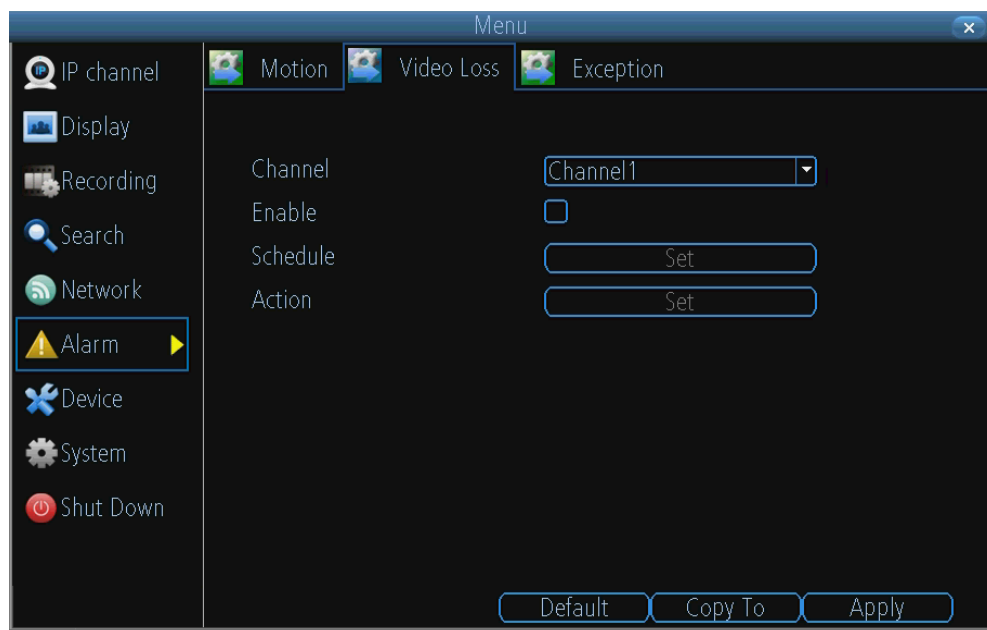 Menu
IP channel
Display
Recording
Search
Network
Alarm
Device
System
Shut Down
Motion Video Loss Exception
Channel Channel1
Enable
Schedule Set
Action Set
Default Copy To Apply